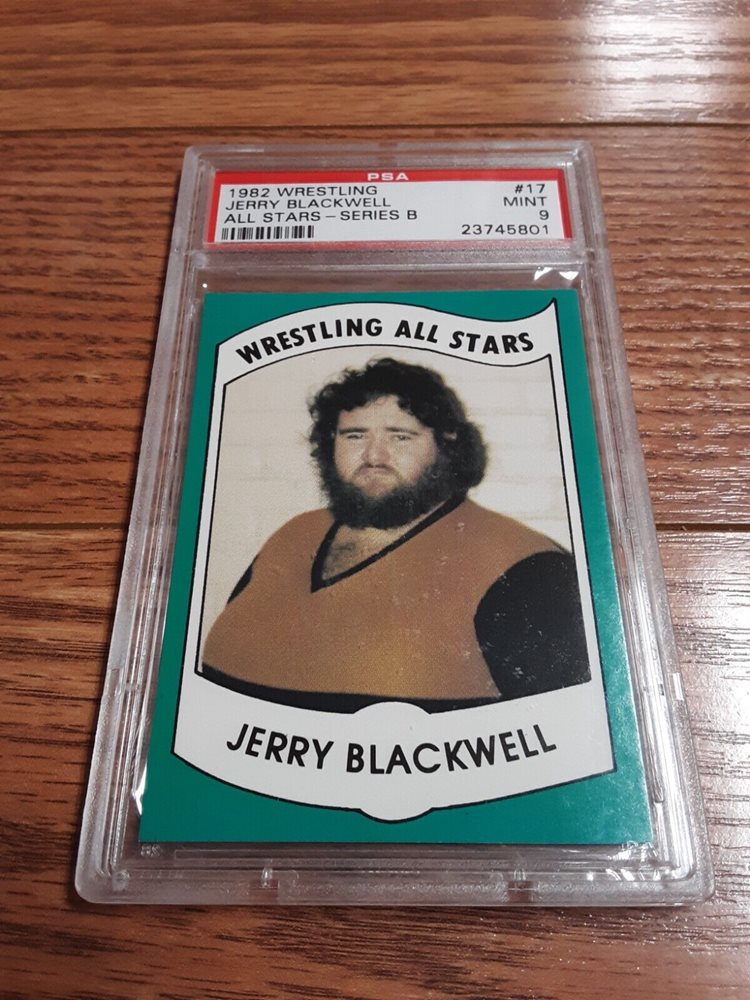 PSA
1982 WRESTLING #17
JERRY BLACKWELL MINT
ALL STARS - SERIES B 9
23745801
WRESTLING ALL STARS
JERRY BLACKWELL